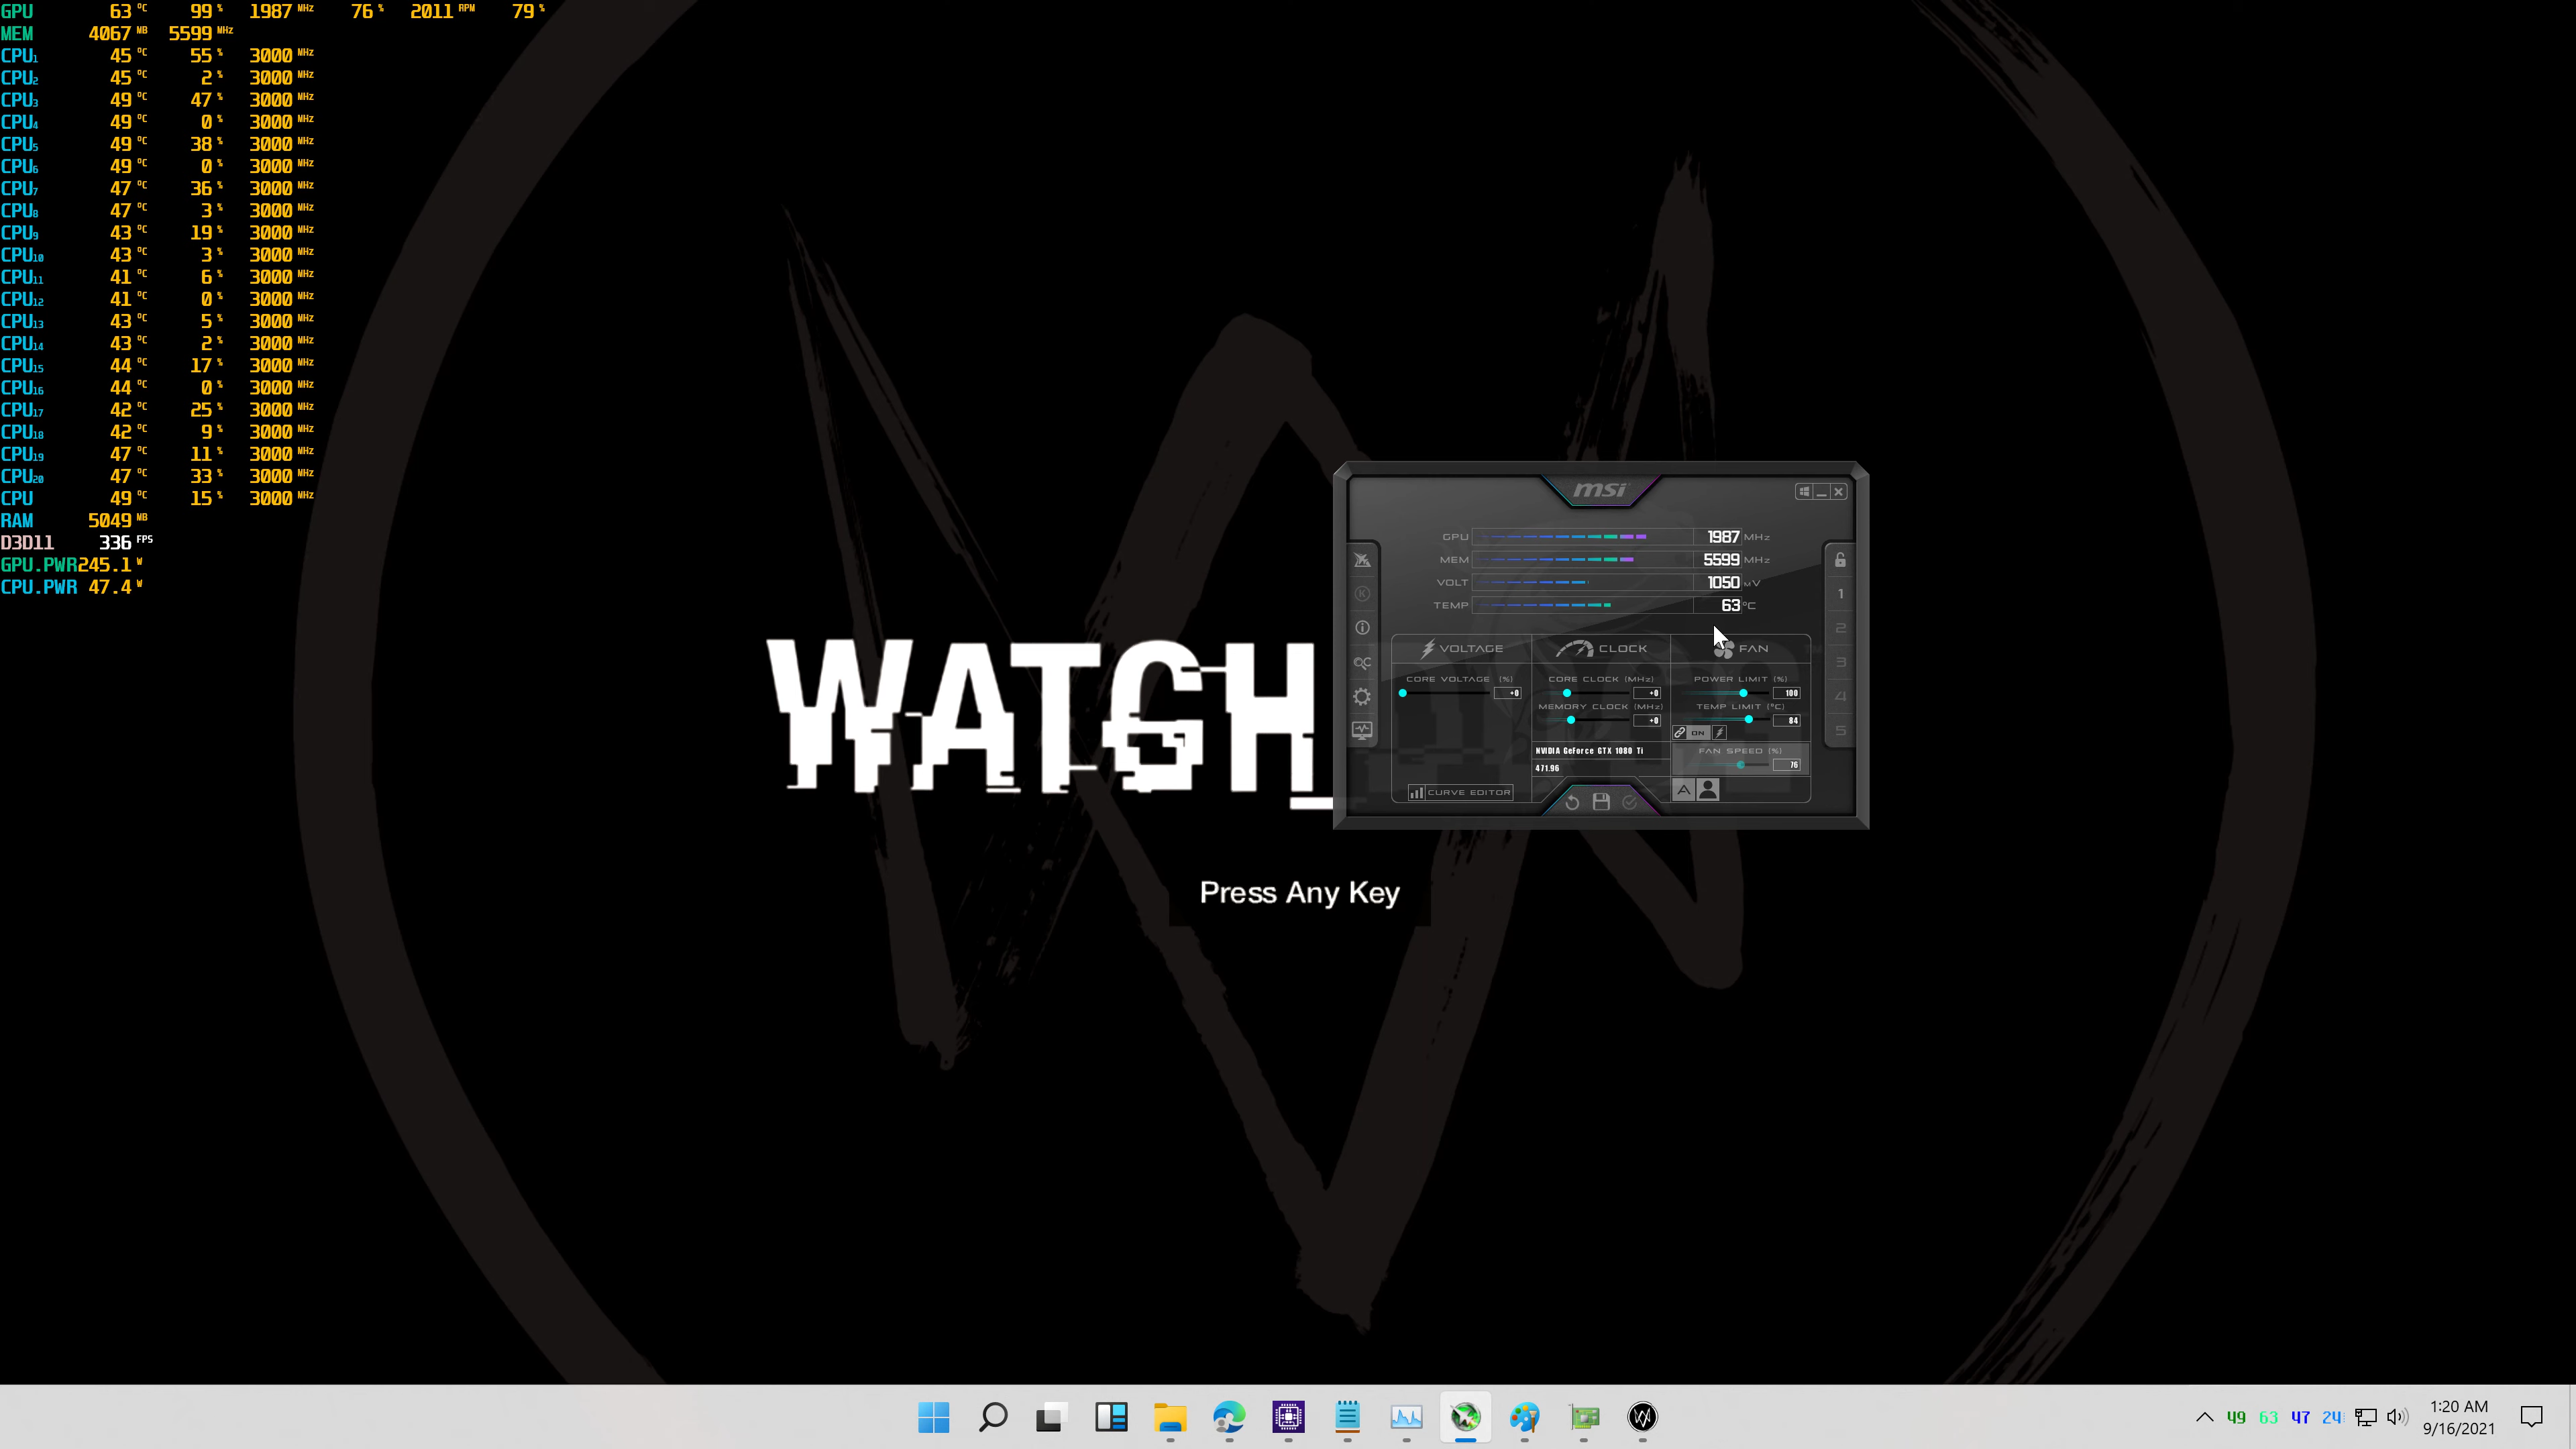 GPU 63 °C 99 % 1987 MHz 76 % 2011 RPM 79 %
MEM 4067 MB 5599 MHz
CPU1 45 °C 55 % 3000 MHz
CPU2 45 °C 2 % 3000 MHz
CPU3 49 °C 47 % 3000 MHz
CPU4 49 °C 0 % 3000 MHz
CPU5 49 °C 38 % 3000 MHz
CPU6 49 °C 0 % 3000 MHz
CPU7 47 °C 36 % 3000 MHz
CPU8 47 °C 3 % 3000 MHz
CPU9 43 °C 19 % 3000 MHz
CPU10 43 °C 3 % 3000 MHz
CPU11 41 °C 6 % 3000 MHz
CPU12 41 °C 0 % 3000 MHz
CPU13 43 °C 5 % 3000 MHz
CPU14 43 °C 2 % 3000 MHz
CPU15 44 °C 17 % 3000 MHz
CPU16 44 °C 0 % 3000 MHz
CPU17 42 °C 25 % 3000 MHz
CPU18 42 °C 9 % 3000 MHz
CPU19 47 °C 11 % 3000 MHz
CPU20 47 °C 33 % 3000 MHz
CPU 49 °C 15 % 3000 MHz
RAM 5049 MB
D3D11 336 FPS
GPU.PWR 245.1 W
CPU.PWR 47.4 W
WATCH_
Press Any Key
msi
GPU 1987 MHz
MEM 5599 MHz
VOLT 1050 MV
TEMP 63 °C
VOLTAGE CLOCK FAN
CORE VOLTAGE (%) +0
CORE CLOCK (MHz) +0
MEMORY CLOCK (MHz) +0
POWER LIMIT (%) 100
TEMP LIMIT (°C) 84
ON
FAN SPEED (%) 76
A
NVIDIA GeForce GTX 1080 Ti
471.96
CURVE EDITOR
K
OC
1
2
3
4
5
49 63 47 24
1:20 AM
9/16/2021